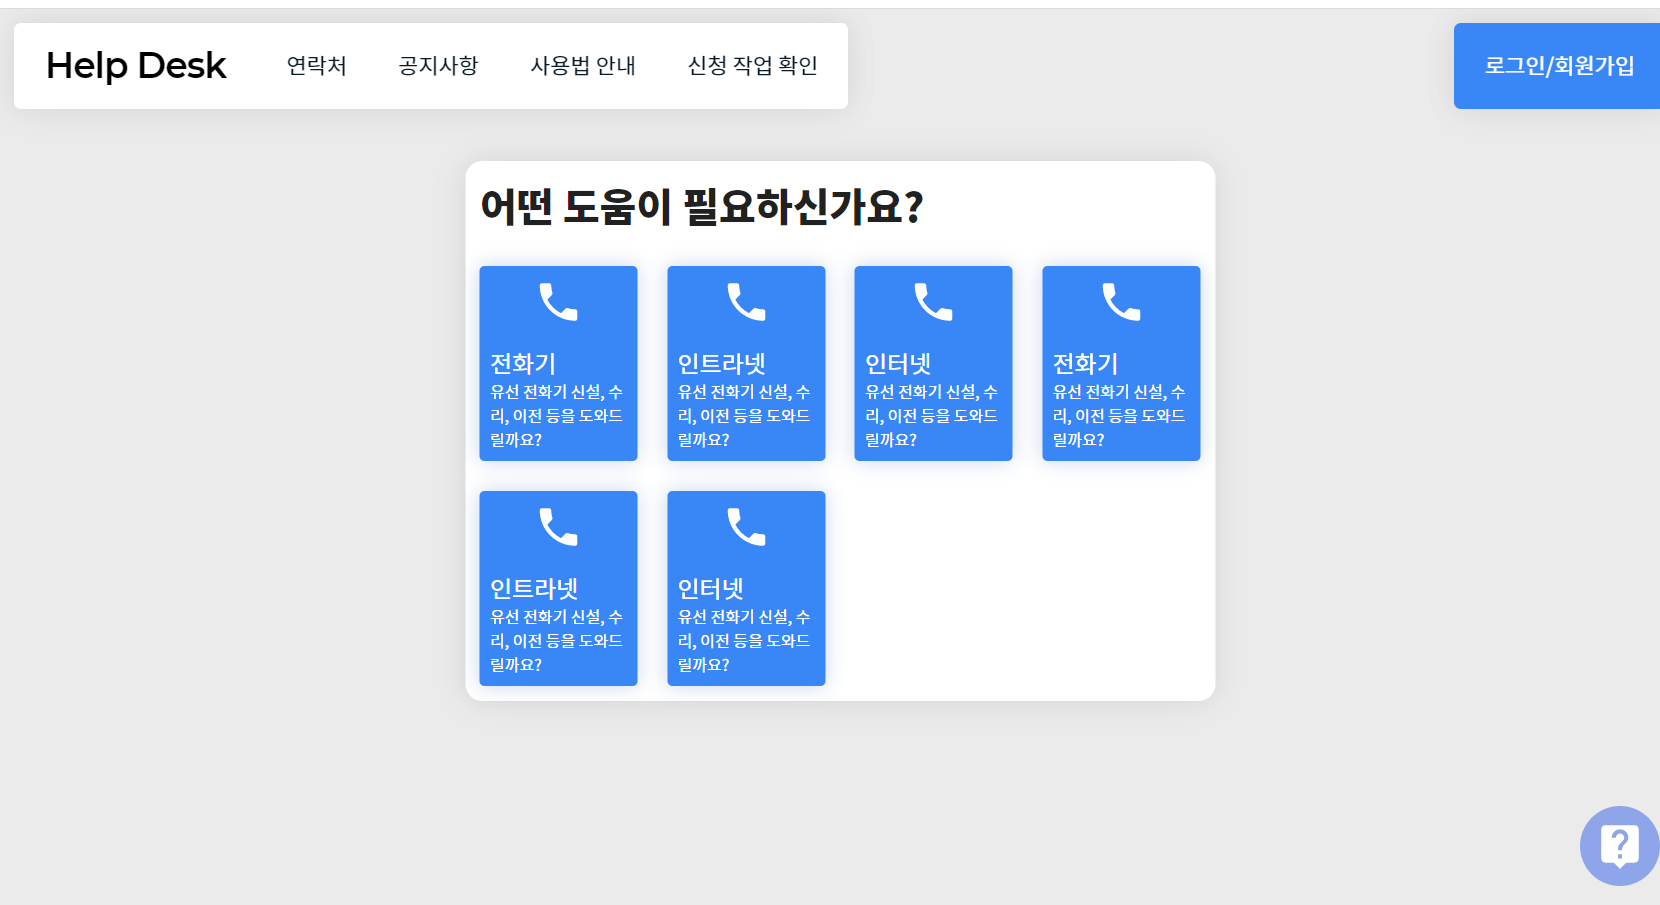 Help Desk 연락처 공지사항 사용법 안내 신청 작업 확인 로그인/회원가입
어떤 도움이 필요하신가요?
전화기
유선 전화기 신설, 수
리, 이전 등을 도와드
릴까요?
인트라넷
유선 전화기 신설, 수
리, 이전 등을 도와드
릴까요?
인터넷
유선 전화기 신설, 수
리, 이전 등을 도와드
릴까요?
전화기
유선 전화기 신설, 수
리, 이전 등을 도와드
릴까요?
인트라넷
유선 전화기 신설, 수
리, 이전 등을 도와드
릴까요?
인터넷
유선 전화기 신설, 수
리, 이전 등을 도와드
릴까요?
?